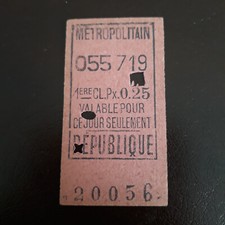 METROPOLITAIN
055719
1ERE CL.Px.0.25
VALABLE POUR
CE JOUR SEULEMENT
RÉPUBLIQUE
20056